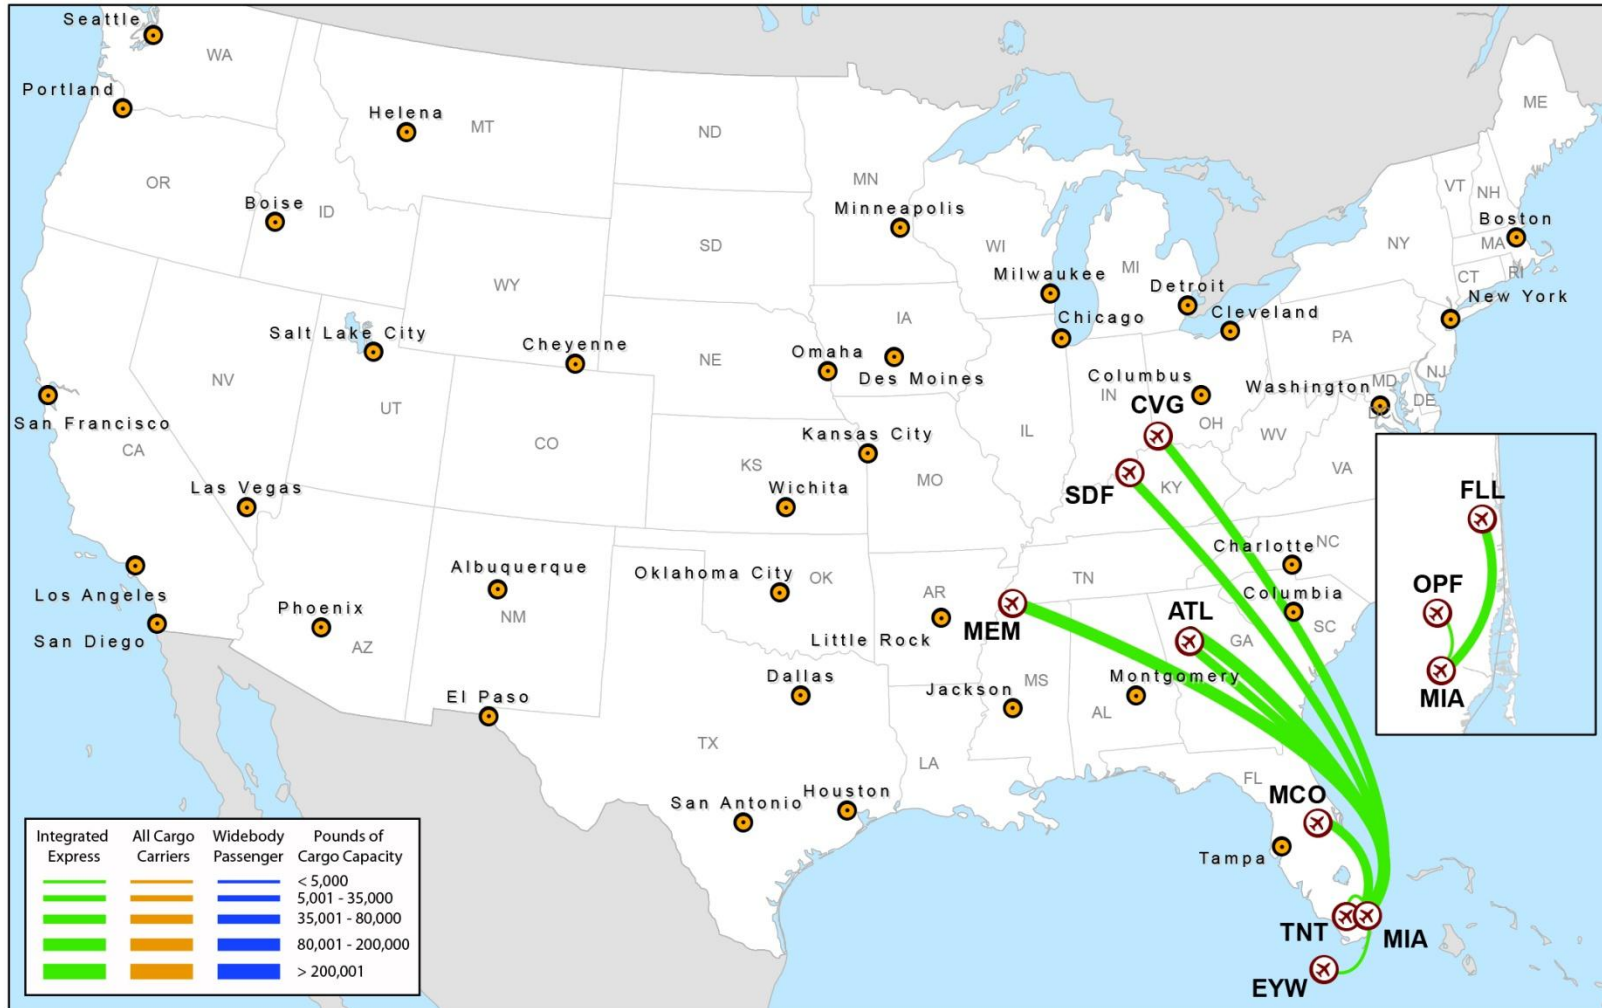 Seattle
WA
Portland
Helena
MT
ND
ME
OR
Boise
ID
MN
Minneapolis
VT
NH
Boston
WI
NY
MA
SD
MI
Milwaukee
CT
RI
WY
Detroit
New York
Salt Lake City
Chicago
Cleveland
IA
PA
Cheyenne
NE
Omaha
Des Moines
NV
Columbus
IN
Washington
MD
NJ
DE
DC
UT
San Francisco
CVG
OH
CA
CO
Kansas City
IL
WV
KS
MO
VA
Las Vegas
Wichita
SDF
KY
FLL
Charlotte
NC
Albuquerque
Oklahoma City
OK
TN
Los Angeles
NM
AR
Columbia
OPF
Phoenix
San Diego
AZ
Little Rock
MEM
ATL
GA
SC
Dallas
Jackson
MS
Montgomery
MIA
El Paso
AL
TX
LA
FL
Houston
San Antonio
MCO
Tampa
TNT
MIA
EYW
Integrated Express
All Cargo Carriers
Widebody Passenger
Pounds of Cargo Capacity
< 5,000
5,001 - 35,000
35,001 - 80,000
80,001 - 200,000
> 200,001